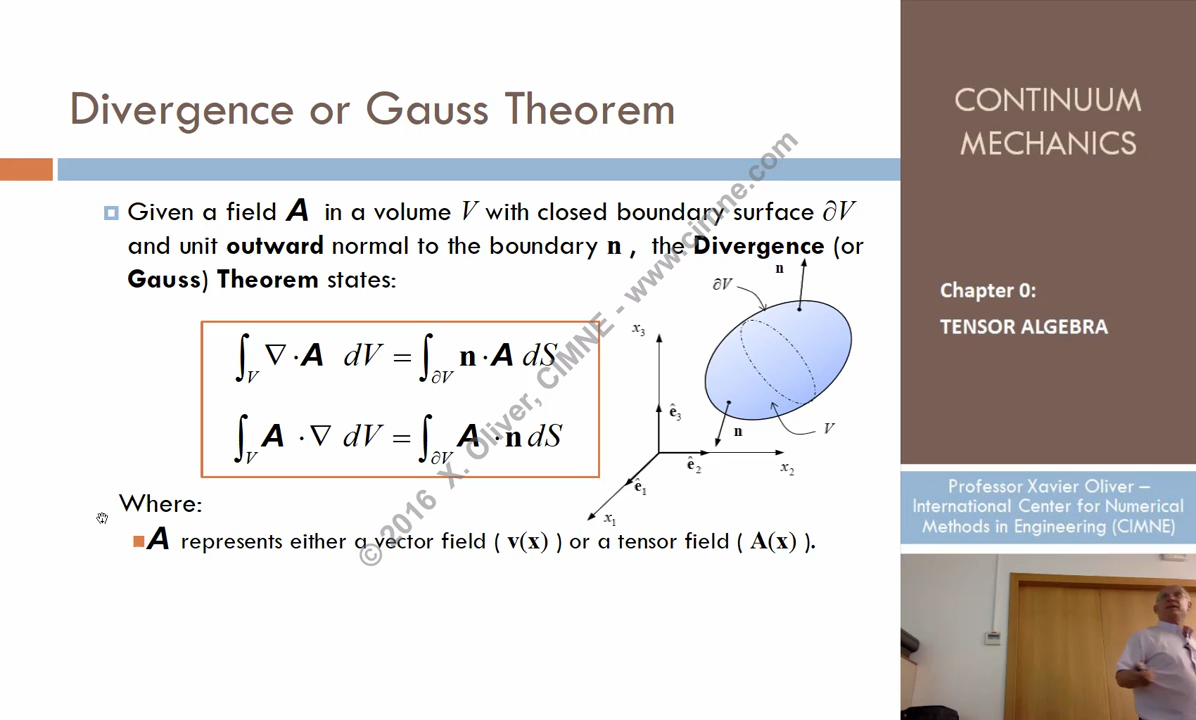 Divergence or Gauss Theorem
Given a field A in a volume V with closed boundary surface ∂V
and unit outward normal to the boundary n , the Divergence (or
Gauss) Theorem states:
∫_V ∇ · A dV = ∫_∂V n · A dS
∫_V A · ∇ dV = ∫_∂V A · n dS
n
∂V
x₃
ê₃
n
V
ê₂
x₂
ê₁
x₁
Where:
A represents either a vector field ( v(x) ) or a tensor field ( A(x) ).
© 2016 X. Oliver, CIMNE - www.cimne.com
CONTINUUM
MECHANICS
Chapter 0:
TENSOR ALGEBRA
Professor Xavier Oliver –
International Center for Numerical
Methods in Engineering (CIMNE)